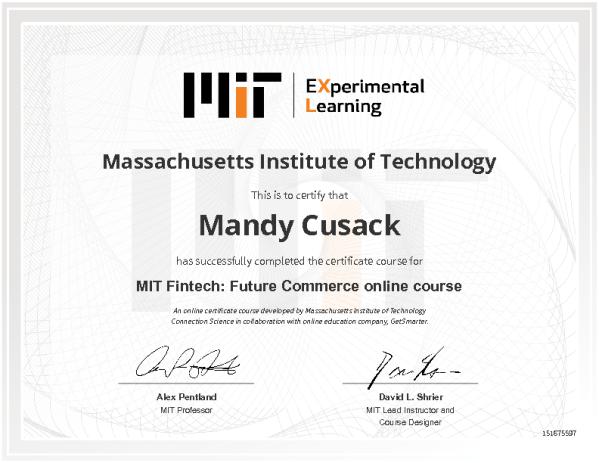 MIT
EXperimental
Learning
Massachusetts Institute of Technology
This is to certify that
Mandy Cusack
has successfully completed the certificate course for
MIT Fintech: Future Commerce online course
An online certificate course developed by Massachusetts Institute of Technology
Connection Science in collaboration with online education company, GetSmarter.
Alex Pentland
MIT Professor
David L. Shrier
MIT Lead Instructor and
Course Designer
151675597